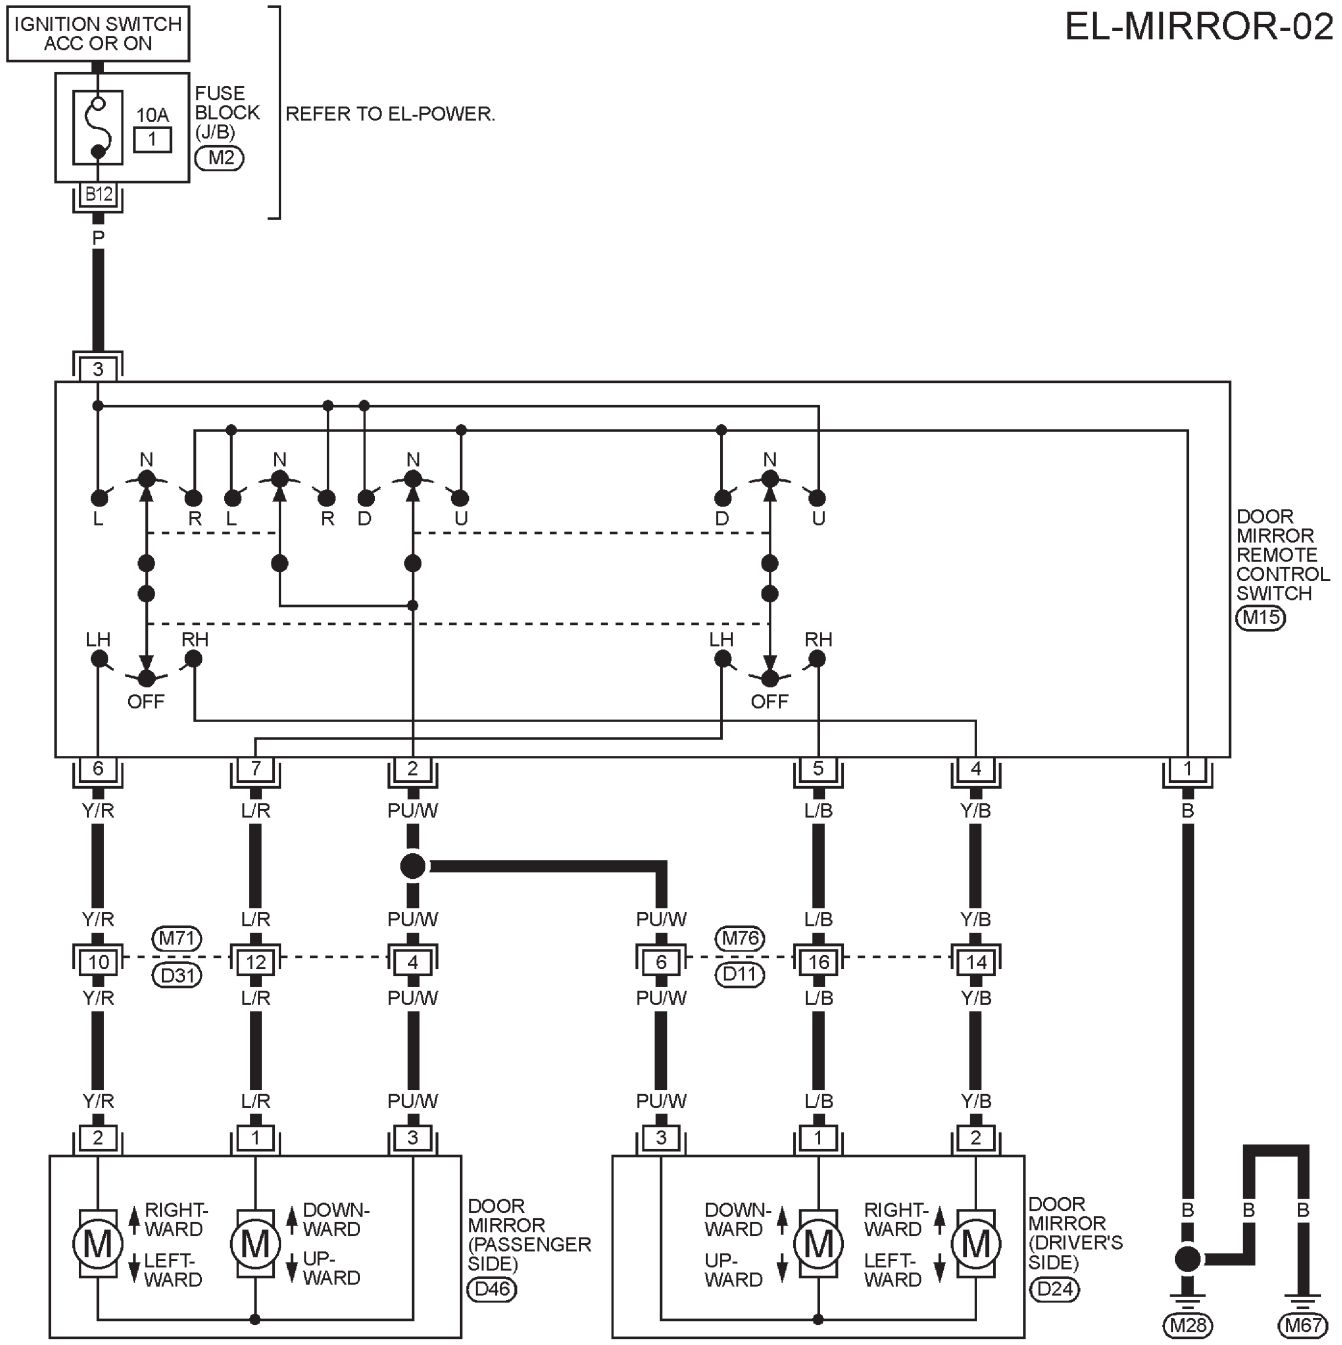 EL-MIRROR-02
IGNITION SWITCH
ACC OR ON
10A
1
FUSE
BLOCK
(J/B)
M2
REFER TO EL-POWER.
B12
P
3
N N N N
L R L R D U D U
DOOR
MIRROR
REMOTE
CONTROL
SWITCH
M15
LH RH LH RH
OFF OFF
6 7 2 5 4 1
Y/R L/R PU/W L/B Y/B B
Y/R L/R PU/W PU/W L/B Y/B
M71 M76
10 12 4 6 16 14
D31 D11
Y/R L/R PU/W PU/W L/B Y/B
Y/R L/R PU/W PU/W L/B Y/B
2 1 3 3 1 2
M
RIGHT-
WARD
LEFT-
WARD
M
DOWN-
WARD
UP-
WARD
DOOR
MIRROR
(PASSENGER
SIDE)
D46
DOWN-
WARD
UP-
WARD
M
RIGHT-
WARD
LEFT-
WARD
M
DOOR
MIRROR
(DRIVER'S
SIDE)
D24
B B B
M28 M67